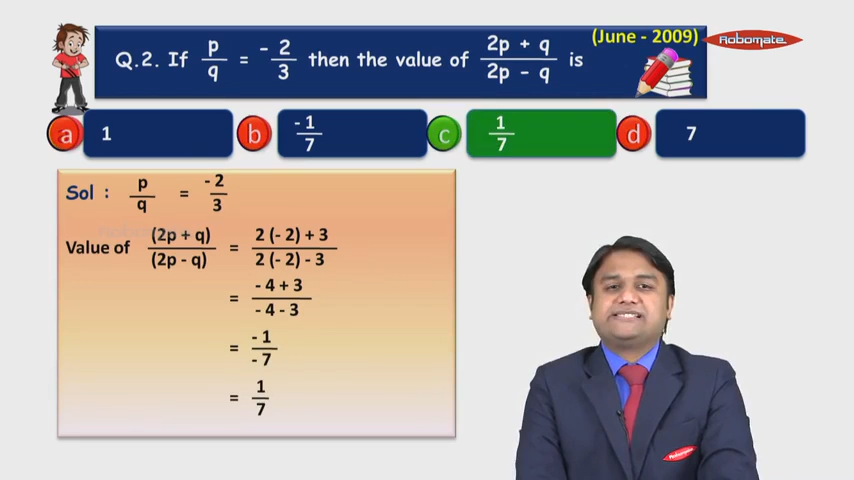 (June - 2009)
Robomate
Q.2. If p/q = -2/3 then the value of 2p + q / 2p - q is
a 1
b -1/7
c 1/7
d 7
Sol : p/q = -2/3
Value of (2p + q)/(2p - q) = 2 (- 2) + 3 / 2 (- 2) - 3
= - 4 + 3 / - 4 - 3
= - 1 / - 7
= 1/7
Robomate